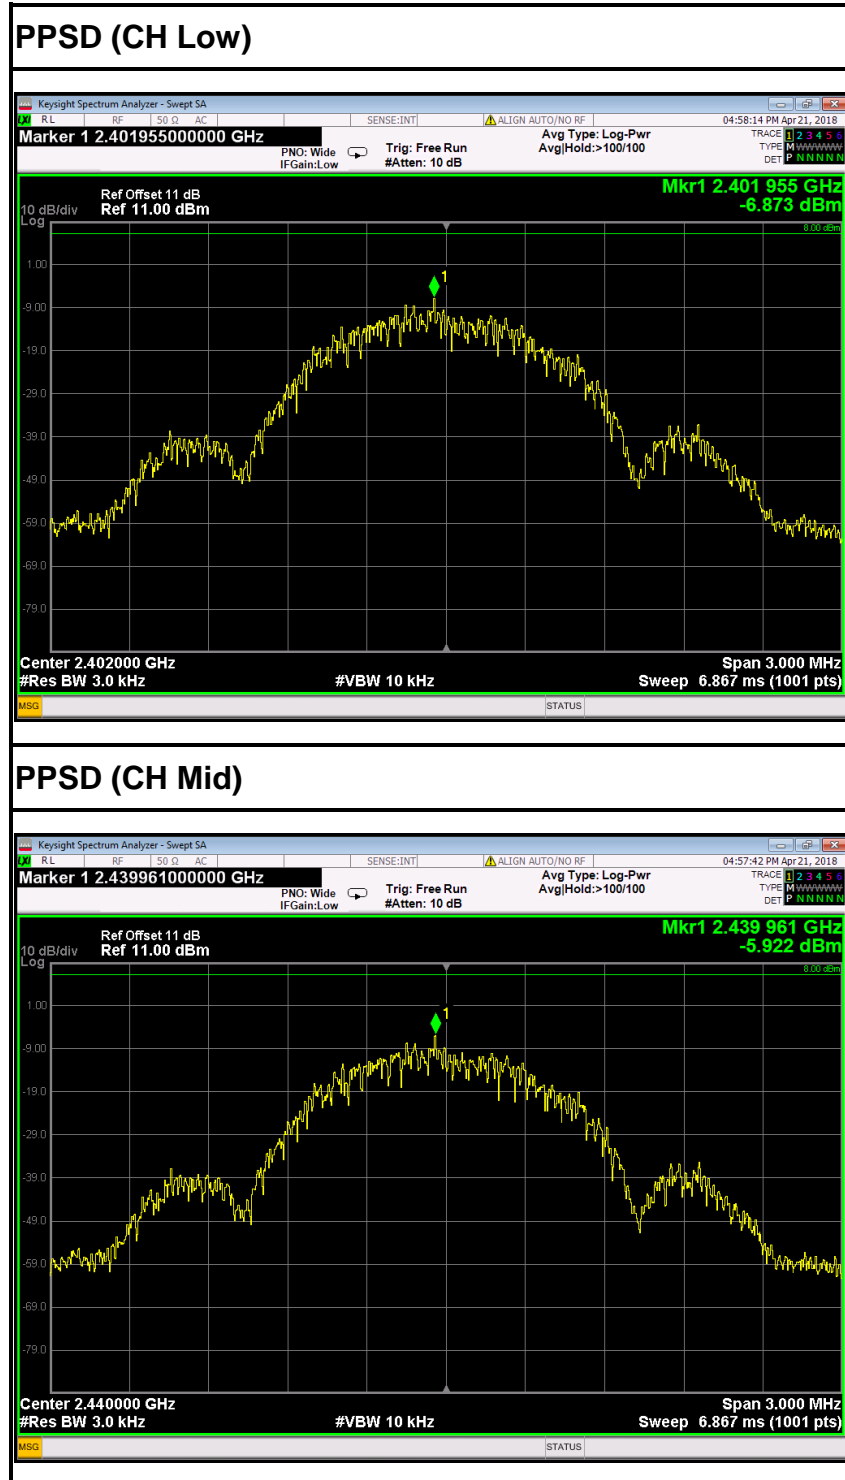 PPSD (CH Low)
Keysight Spectrum Analyzer - Swept SA
LXI RL RF 50 Ω AC SENSE:INT ALIGN AUTO/NO RF 04:58:14 PM Apr 21, 2018
Marker 1 2.401955000000 GHz
PNO: Wide
IFGain:Low
Trig: Free Run
#Atten: 10 dB
Avg Type: Log-Pwr
Avg|Hold:>100/100
TRACE 1 2 3 4 5 6
TYPE M WWWWW
DET P N N N N N
Mkr1 2.401 955 GHz
-6.873 dBm
Ref Offset 11 dB
10 dB/div Ref 11.00 dBm
Log
8.00 dBm
1.00
-9.00
-19.0
-29.0
-39.0
-49.0
-59.0
-69.0
-79.0
1
Center 2.402000 GHz Span 3.000 MHz
#Res BW 3.0 kHz #VBW 10 kHz Sweep 6.867 ms (1001 pts)
MSG STATUS
PPSD (CH Mid)
Keysight Spectrum Analyzer - Swept SA
LXI RL RF 50 Ω AC SENSE:INT ALIGN AUTO/NO RF 04:57:42 PM Apr 21, 2018
Marker 1 2.439961000000 GHz
PNO: Wide
IFGain:Low
Trig: Free Run
#Atten: 10 dB
Avg Type: Log-Pwr
Avg|Hold:>100/100
TRACE 1 2 3 4 5 6
TYPE M WWWWW
DET P N N N N N
Mkr1 2.439 961 GHz
-5.922 dBm
Ref Offset 11 dB
10 dB/div Ref 11.00 dBm
Log
8.00 dBm
1.00
-9.00
-19.0
-29.0
-39.0
-49.0
-59.0
-69.0
-79.0
1
Center 2.440000 GHz Span 3.000 MHz
#Res BW 3.0 kHz #VBW 10 kHz Sweep 6.867 ms (1001 pts)
MSG STATUS